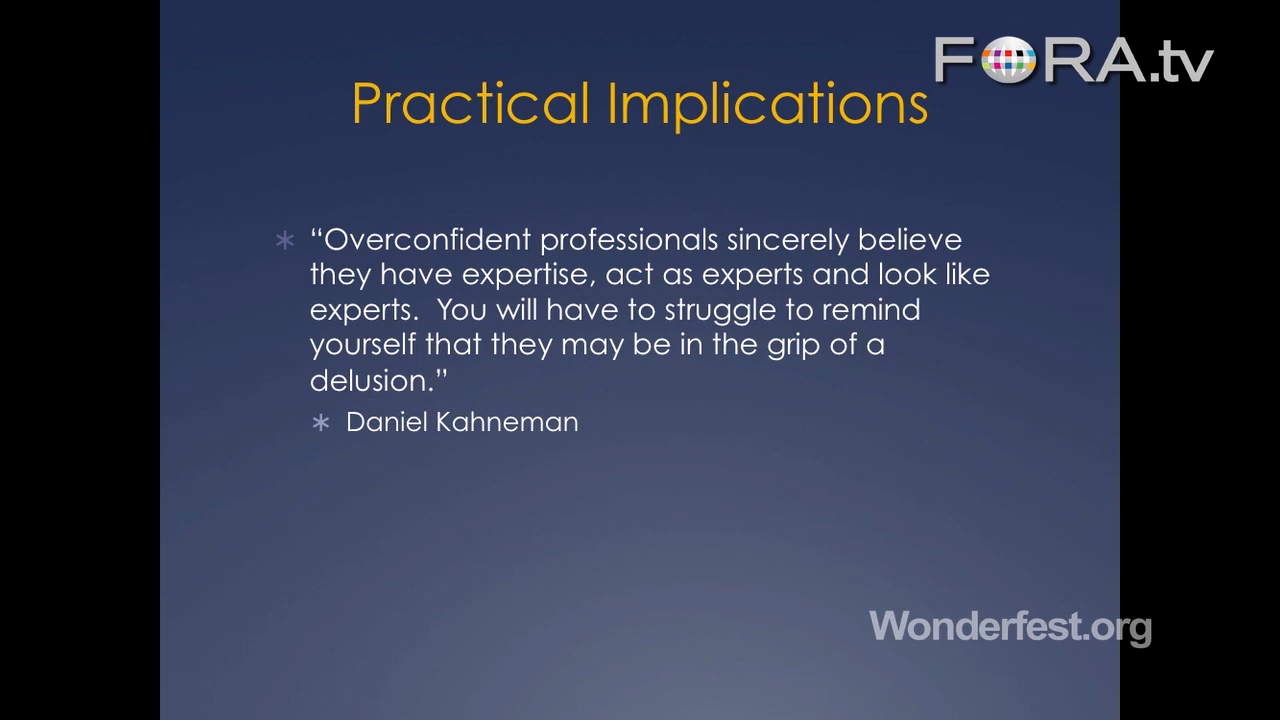 FORA.tv
Practical Implications
“Overconfident professionals sincerely believe
they have expertise, act as experts and look like
experts.  You will have to struggle to remind
yourself that they may be in the grip of a
delusion.”
Daniel Kahneman
Wonderfest.org